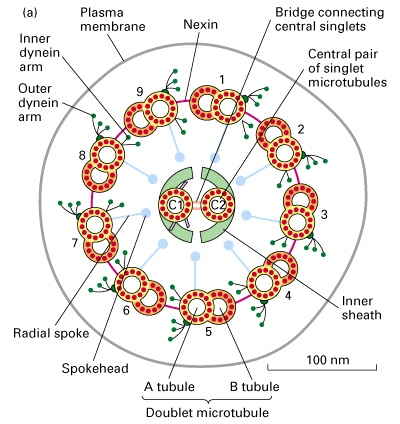 (a)
Plasma
membrane
Nexin
Bridge connecting
central singlets
Inner
dynein
arm
Central pair
of singlet
microtubules
Outer
dynein
arm
1
2
3
4
5
6
7
8
9
C1
C2
Radial spoke
Spokehead
Inner
sheath
A tubule
B tubule
Doublet microtubule
100 nm